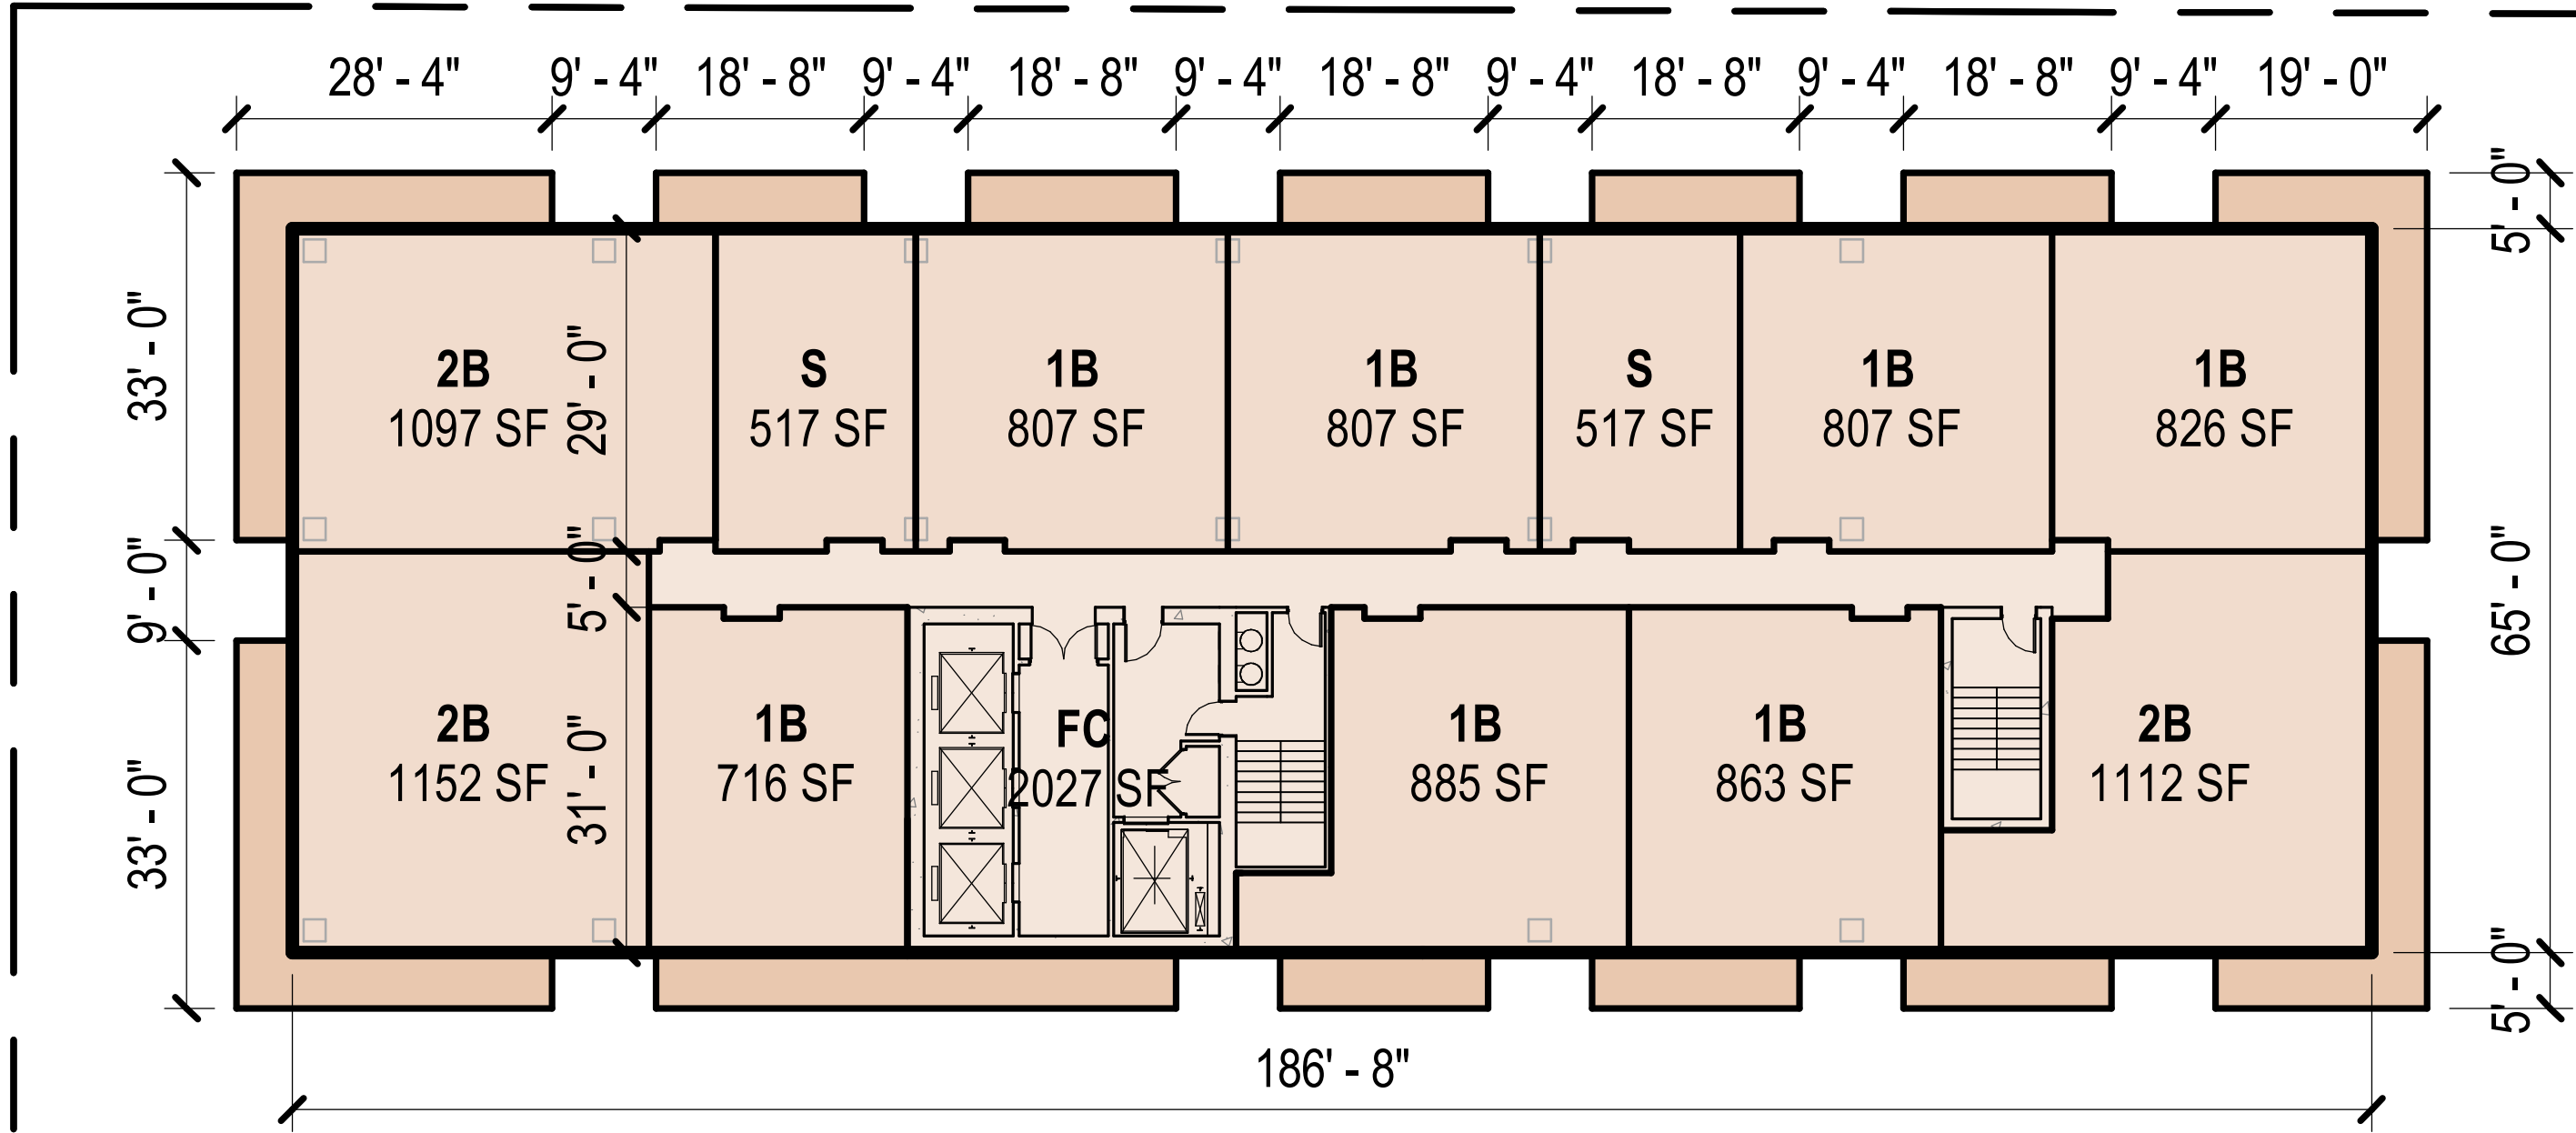 28' - 4" 9' - 4" 18' - 8" 9' - 4" 18' - 8" 9' - 4" 18' - 8" 9' - 4" 18' - 8" 9' - 4" 18' - 8" 9' - 4" 19' - 0"
5' - 0"
33' - 0"
29' - 0"
2B
1097 SF
S
517 SF
1B
807 SF
1B
807 SF
S
517 SF
1B
807 SF
1B
826 SF
9' - 0"
5' - 0"
65' - 0"
33' - 0"
31' - 0"
2B
1152 SF
1B
716 SF
FC
2027 SF
1B
885 SF
1B
863 SF
2B
1112 SF
5' - 0"
186' - 8"